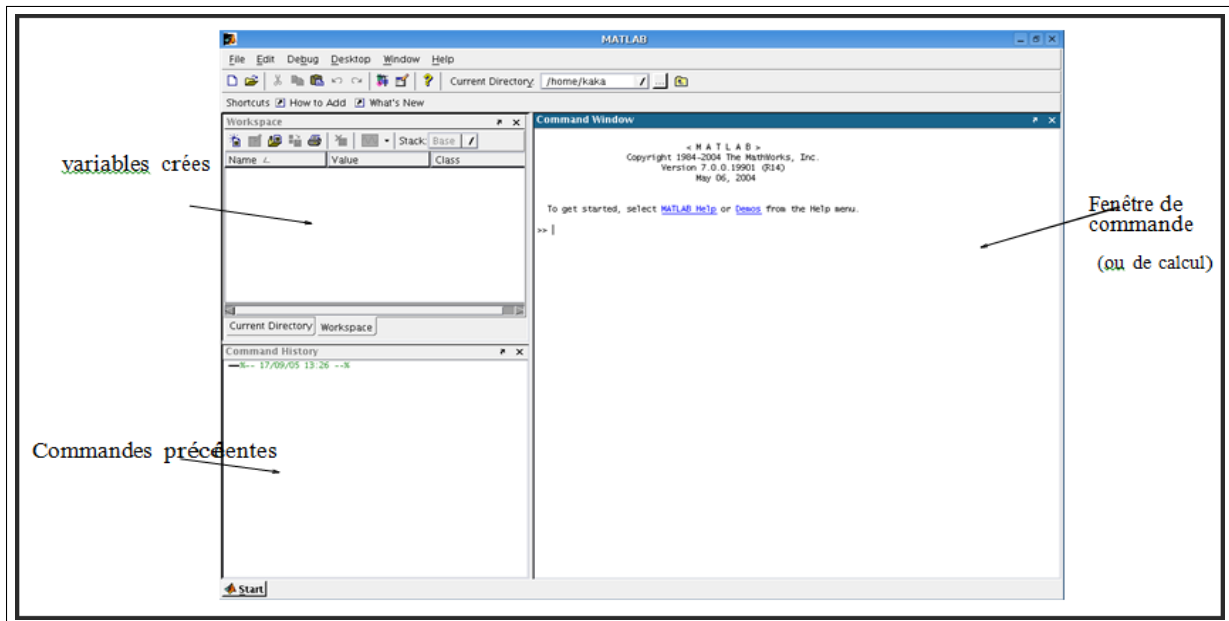 MATLAB
File Edit Debug Desktop Window Help
Current Directory: /home/kaka ...
Shortcuts How to Add What's New
Workspace
Stack: Base
Name Value Class
Current Directory Workspace
Command History
%-- 17/09/05 13:26 --%
Command Window
< M A T L A B >
Copyright 1984-2004 The MathWorks, Inc.
Version 7.0.0.19901 (R14)
May 06, 2004
To get started, select MATLAB Help or Demos from the Help menu.
>>
Start
variables crées
Commandes précéentes
Fenêtre de
commande
(ou de calcul)